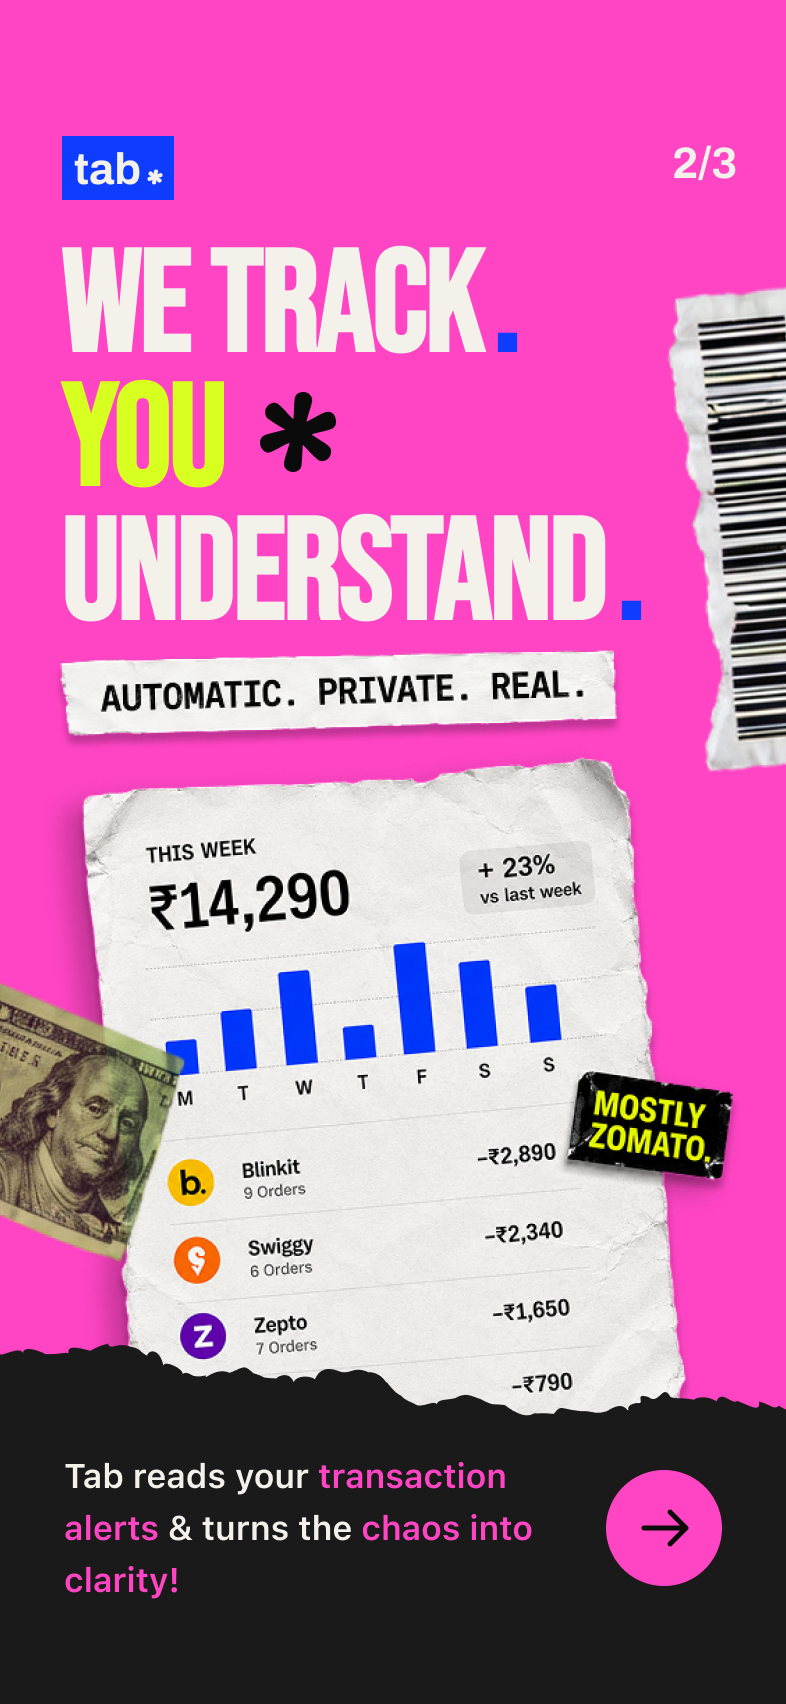 tab*
2/3
WE TRACK.
YOU *
UNDERSTAND.
AUTOMATIC. PRIVATE. REAL.
THIS WEEK
₹14,290
+ 23%
vs last week
M T W T F S S
MOSTLY
ZOMATO.
b.
Blinkit
9 Orders
–₹2,890
Swiggy
6 Orders
–₹2,340
Z
Zepto
7 Orders
–₹1,650
–₹790
Tab reads your transaction
alerts & turns the chaos into
clarity!